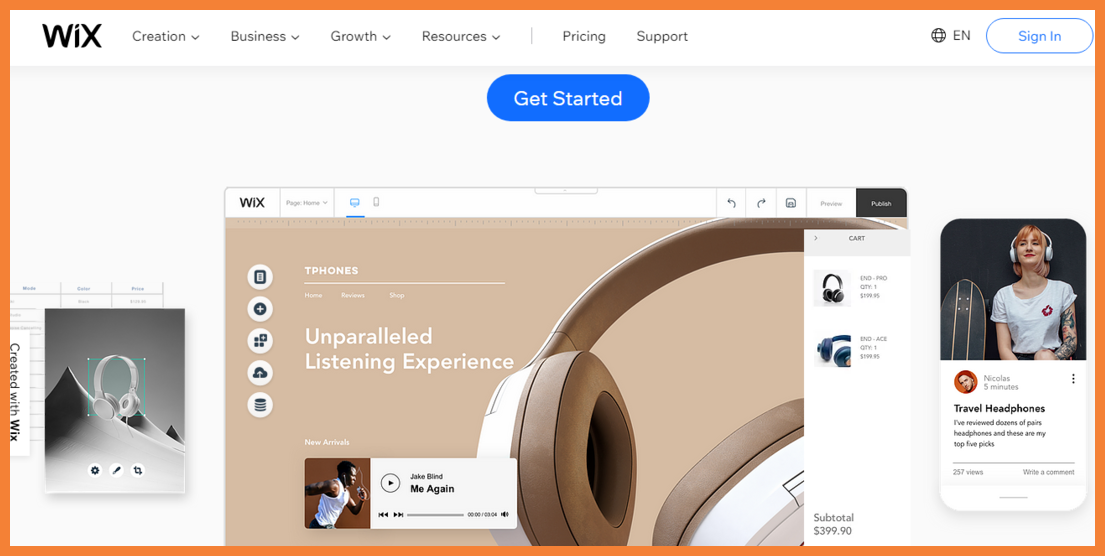 WiX
Creation
Business
Growth
Resources
Pricing
Support
EN
Sign In
Get Started
WiX
Page: Home
Preview
Publish
TPHONES
Home
Reviews
Shop
Unparalleled
Listening Experience
New Arrivals
Jake Blind
Me Again
00:00 / 03:04
CART
END - PRO
QTY: 1
$199.95
END - ACE
QTY: 1
$199.95
Subtotal
$399.90
Mode
Color
Price
Black
Created with Wix
Nicolas
5 minutes
Travel Headphones
I've reviewed dozens of pairs
headphones and these are my
top five picks
257 views
Write a comment